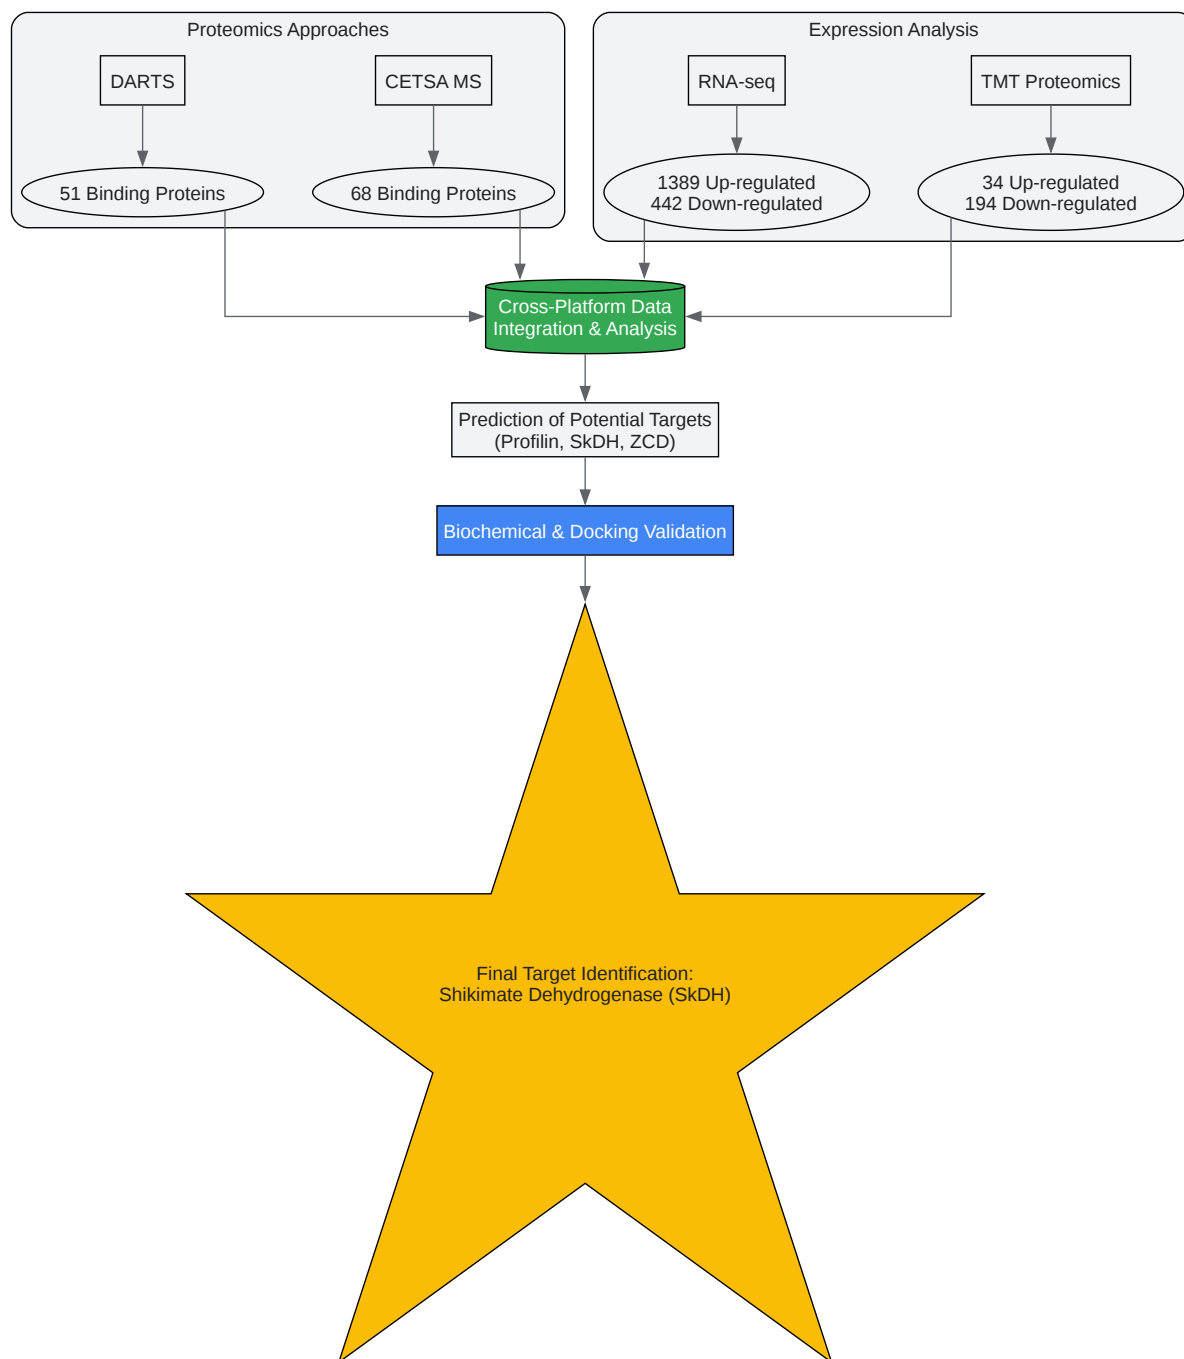 Proteomics Approaches
Expression Analysis
DARTS
CETSA MS
RNA-seq
TMT Proteomics
51 Binding Proteins
68 Binding Proteins
1389 Up-regulated
442 Down-regulated
34 Up-regulated
194 Down-regulated
Cross-Platform Data
Integration & Analysis
Prediction of Potential Targets
(Profilin, SkDH, ZCD)
Biochemical & Docking Validation
Final Target Identification:
Shikimate Dehydrogenase (SkDH)